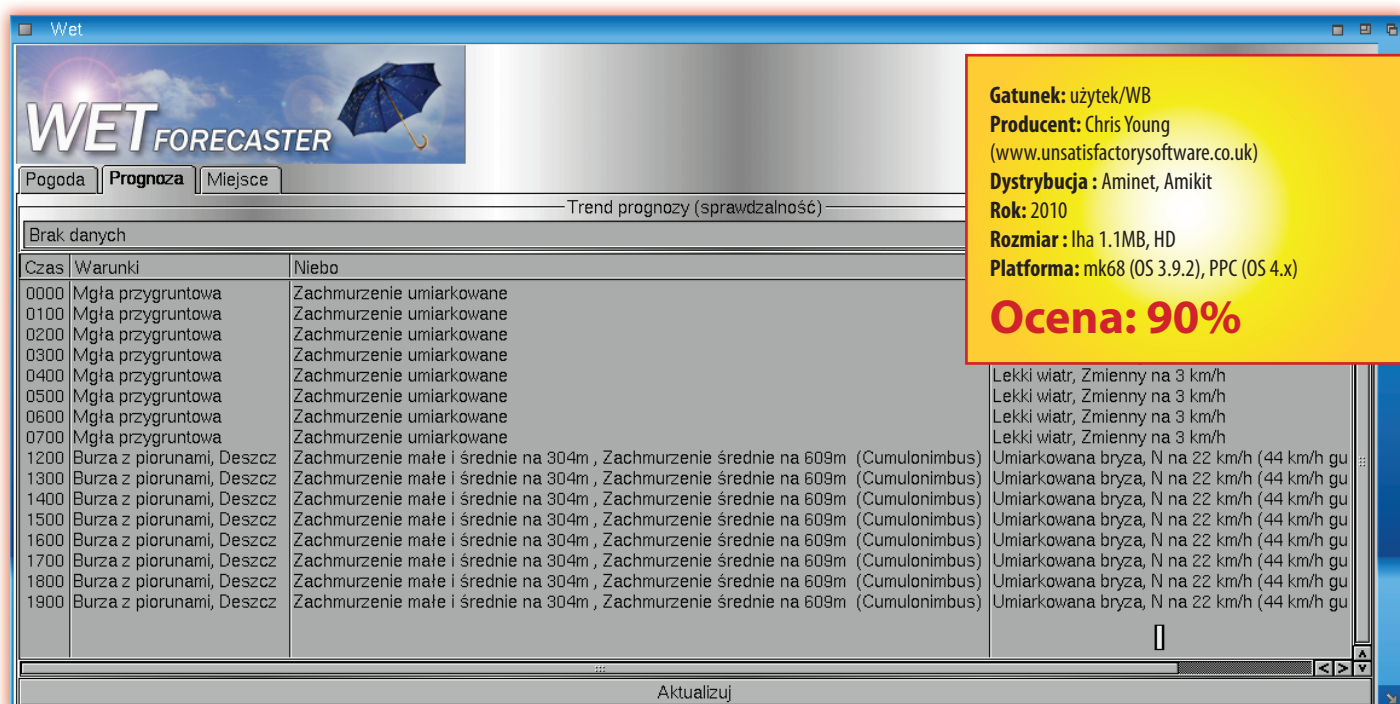 Wet
WET FORECASTER
Pogoda Prognoza Miejsce
Gatunek: użytek/WB
Producent: Chris Young
(www.unsatisfactorysoftware.co.uk)
Dystrybucja : Aminet, Amikit
Rok: 2010
Rozmiar : lha 1.1MB, HD
Platforma: mk68 (OS 3.9.2), PPC (OS 4.x)
Ocena: 90%
Trend prognozy (sprawdzalność)
Brak danych
Czas Warunki Niebo
0000 Mgła przygruntowa Zachmurzenie umiarkowane
0100 Mgła przygruntowa Zachmurzenie umiarkowane
0200 Mgła przygruntowa Zachmurzenie umiarkowane
0300 Mgła przygruntowa Zachmurzenie umiarkowane
0400 Mgła przygruntowa Zachmurzenie umiarkowane Lekki wiatr, Zmienny na 3 km/h
0500 Mgła przygruntowa Zachmurzenie umiarkowane Lekki wiatr, Zmienny na 3 km/h
0600 Mgła przygruntowa Zachmurzenie umiarkowane Lekki wiatr, Zmienny na 3 km/h
0700 Mgła przygruntowa Zachmurzenie umiarkowane Lekki wiatr, Zmienny na 3 km/h
1200 Burza z piorunami, Deszcz Zachmurzenie małe i średnie na 304m , Zachmurzenie średnie na 609m (Cumulonimbus) Umiarkowana bryza, N na 22 km/h (44 km/h gu
1300 Burza z piorunami, Deszcz Zachmurzenie małe i średnie na 304m , Zachmurzenie średnie na 609m (Cumulonimbus) Umiarkowana bryza, N na 22 km/h (44 km/h gu
1400 Burza z piorunami, Deszcz Zachmurzenie małe i średnie na 304m , Zachmurzenie średnie na 609m (Cumulonimbus) Umiarkowana bryza, N na 22 km/h (44 km/h gu
1500 Burza z piorunami, Deszcz Zachmurzenie małe i średnie na 304m , Zachmurzenie średnie na 609m (Cumulonimbus) Umiarkowana bryza, N na 22 km/h (44 km/h gu
1600 Burza z piorunami, Deszcz Zachmurzenie małe i średnie na 304m , Zachmurzenie średnie na 609m (Cumulonimbus) Umiarkowana bryza, N na 22 km/h (44 km/h gu
1700 Burza z piorunami, Deszcz Zachmurzenie małe i średnie na 304m , Zachmurzenie średnie na 609m (Cumulonimbus) Umiarkowana bryza, N na 22 km/h (44 km/h gu
1800 Burza z piorunami, Deszcz Zachmurzenie małe i średnie na 304m , Zachmurzenie średnie na 609m (Cumulonimbus) Umiarkowana bryza, N na 22 km/h (44 km/h gu
1900 Burza z piorunami, Deszcz Zachmurzenie małe i średnie na 304m , Zachmurzenie średnie na 609m (Cumulonimbus) Umiarkowana bryza, N na 22 km/h (44 km/h gu
Aktualizuj